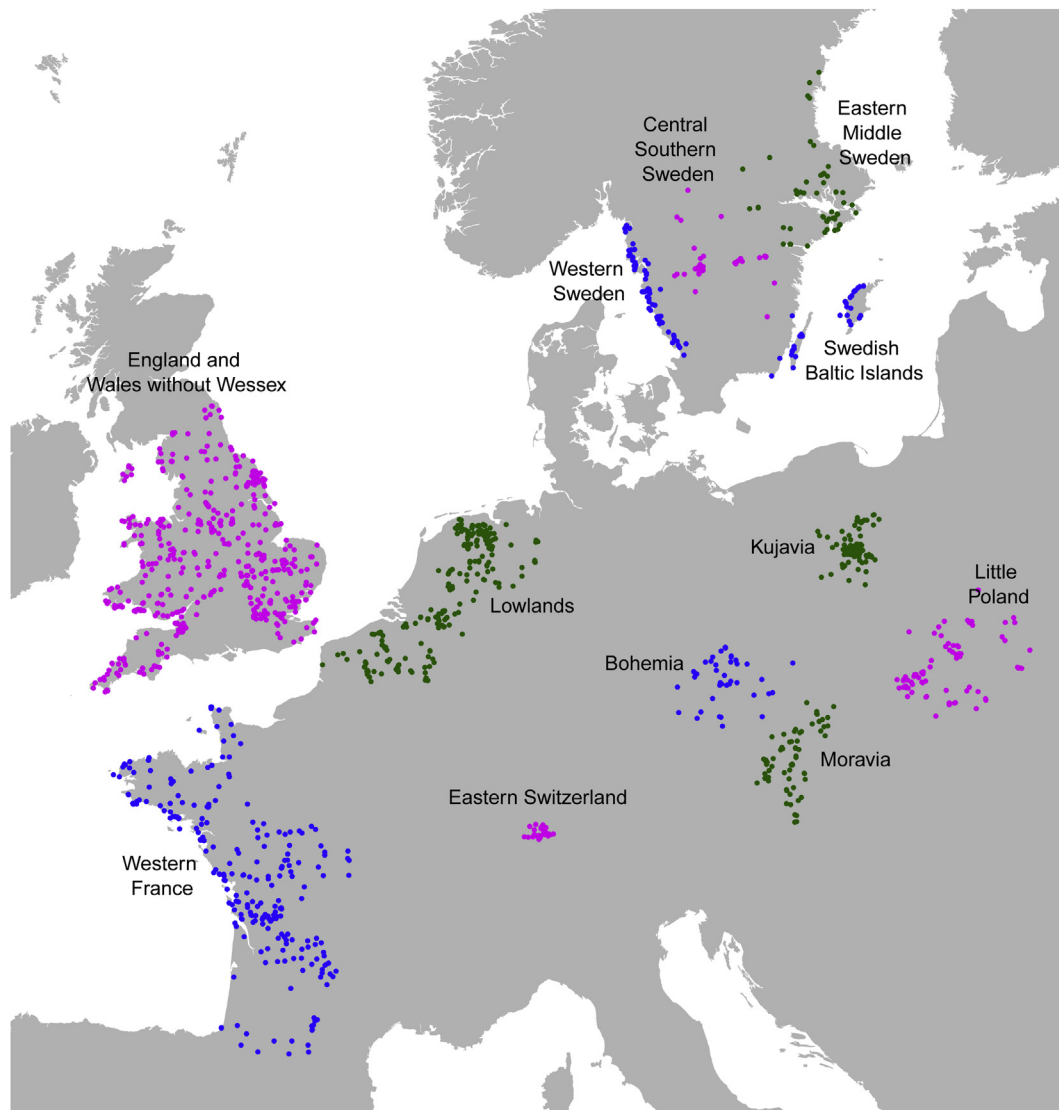 Eastern
Middle
Sweden
Central
Southern
Sweden
Western
Sweden
Swedish
Baltic Islands
England and
Wales without Wessex
Kujavia
Little
Poland
Lowlands
Bohemia
Moravia
Eastern Switzerland
Western
France